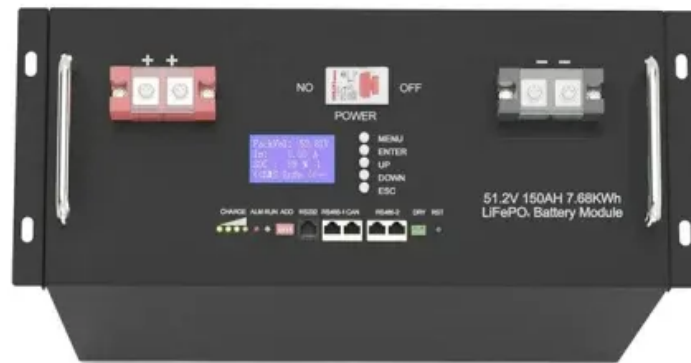 + +
- -
NO
OFF
POWER
MENU
ENTER
UP
DOWN
ESC
51.2V 150AH 7.68KWh
LiFePO₄ Battery Module
CHARGE ALM RUN ADD RS232 RS485-1 CAN RS485-2 DRY RST